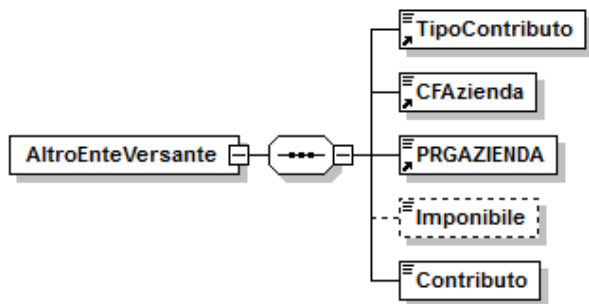 TipoContributo
CFAzienda
AltroEnteVersante
PRGAZIENDA
Imponibile
Contributo